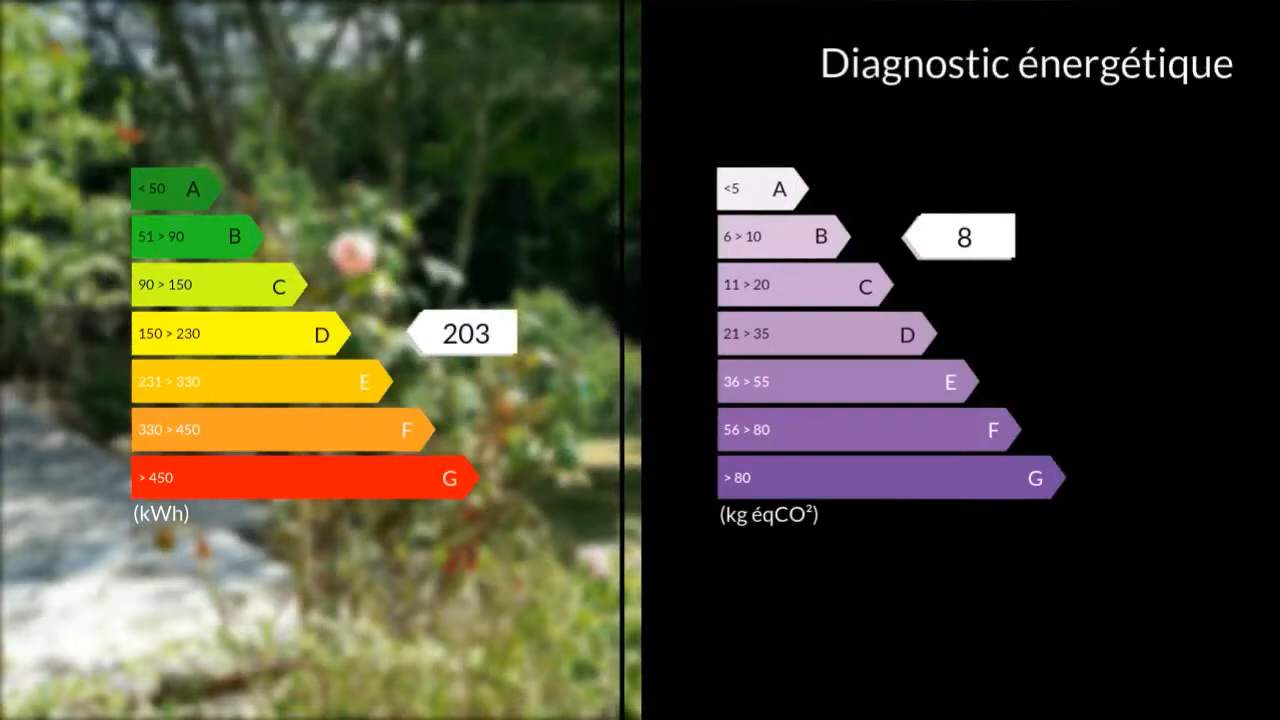 Diagnostic énergétique
< 50 A
51 > 90 B
90 > 150 C
150 > 230 D
203
231 > 330 E
330 > 450 F
> 450 G
(kWh)
<5 A
6 > 10 B
8
11 > 20 C
21 > 35 D
36 > 55 E
56 > 80 F
> 80 G
(kg éqCO²)